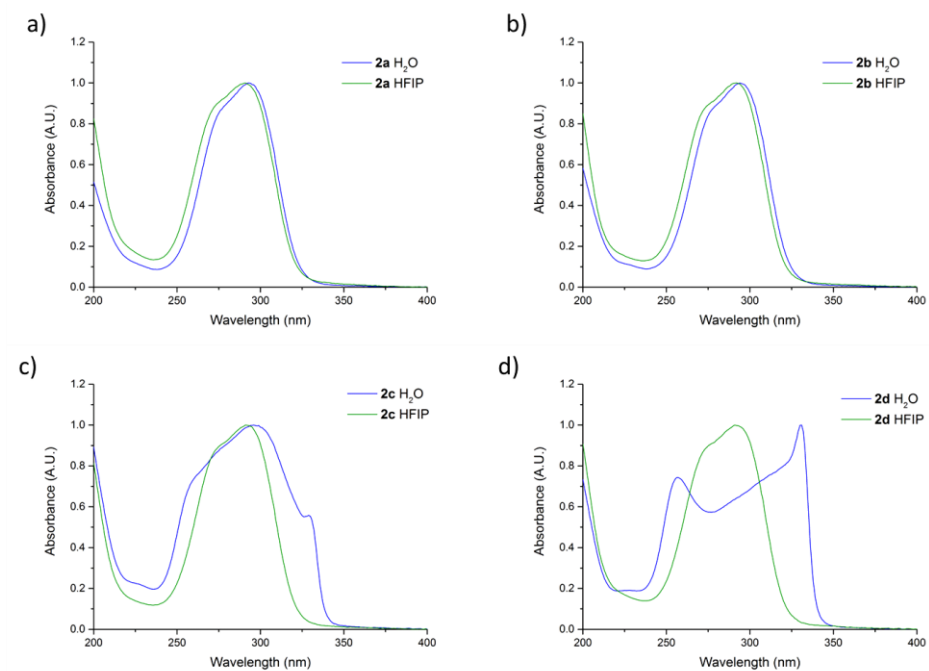 a)
1.2
1.0
0.8
0.6
0.4
0.2
0.0
200 250 300 350 400
Absorbance (A.U.)
Wavelength (nm)
2a H₂O
2a HFIP
b)
1.2
1.0
0.8
0.6
0.4
0.2
0.0
200 250 300 350 400
Absorbance (A.U.)
Wavelength (nm)
2b H₂O
2b HFIP
c)
1.2
1.0
0.8
0.6
0.4
0.2
0.0
200 250 300 350 400
Absorbance (A.U.)
Wavelength (nm)
2c H₂O
2c HFIP
d)
1.2
1.0
0.8
0.6
0.4
0.2
0.0
200 250 300 350 400
Absorbance (A.U.)
Wavelength (nm)
2d H₂O
2d HFIP